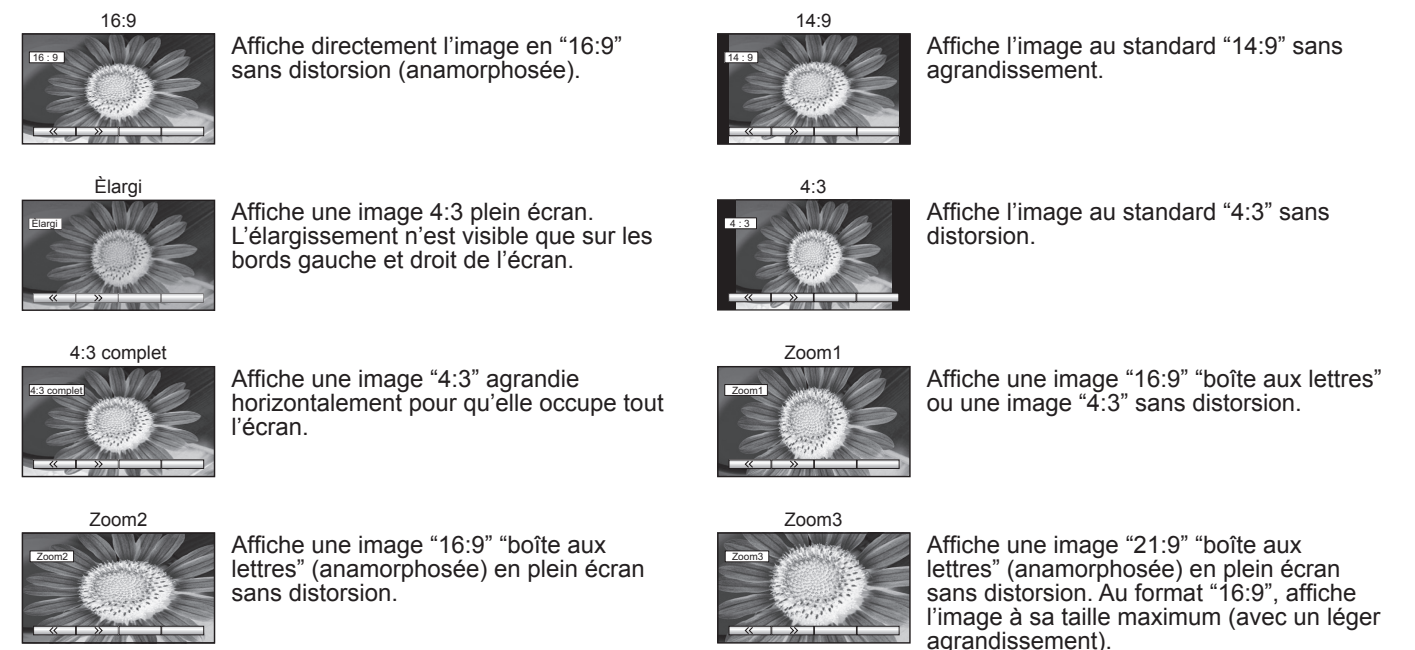 16:9
16 : 9
Affiche directement l’image en “16:9”
sans distorsion (anamorphosée).
14:9
14 : 9
Affiche l’image au standard “14:9” sans
agrandissement.
Èlargi
Èlargi
Affiche une image 4:3 plein écran.
L’élargissement n’est visible que sur les
bords gauche et droit de l’écran.
4:3
4 : 3
Affiche l’image au standard “4:3” sans
distorsion.
4:3 complet
4:3 complet
Affiche une image “4:3” agrandie
horizontalement pour qu’elle occupe tout
l’écran.
Zoom1
Zoom1
Affiche une image “16:9” “boîte aux lettres”
ou une image “4:3” sans distorsion.
Zoom2
Zoom2
Affiche une image “16:9” “boîte aux
lettres” (anamorphosée) en plein écran
sans distorsion.
Zoom3
Zoom3
Affiche une image “21:9” “boîte aux
lettres” (anamorphosée) en plein écran
sans distorsion. Au format “16:9”, affiche
l’image à sa taille maximum (avec un léger
agrandissement).